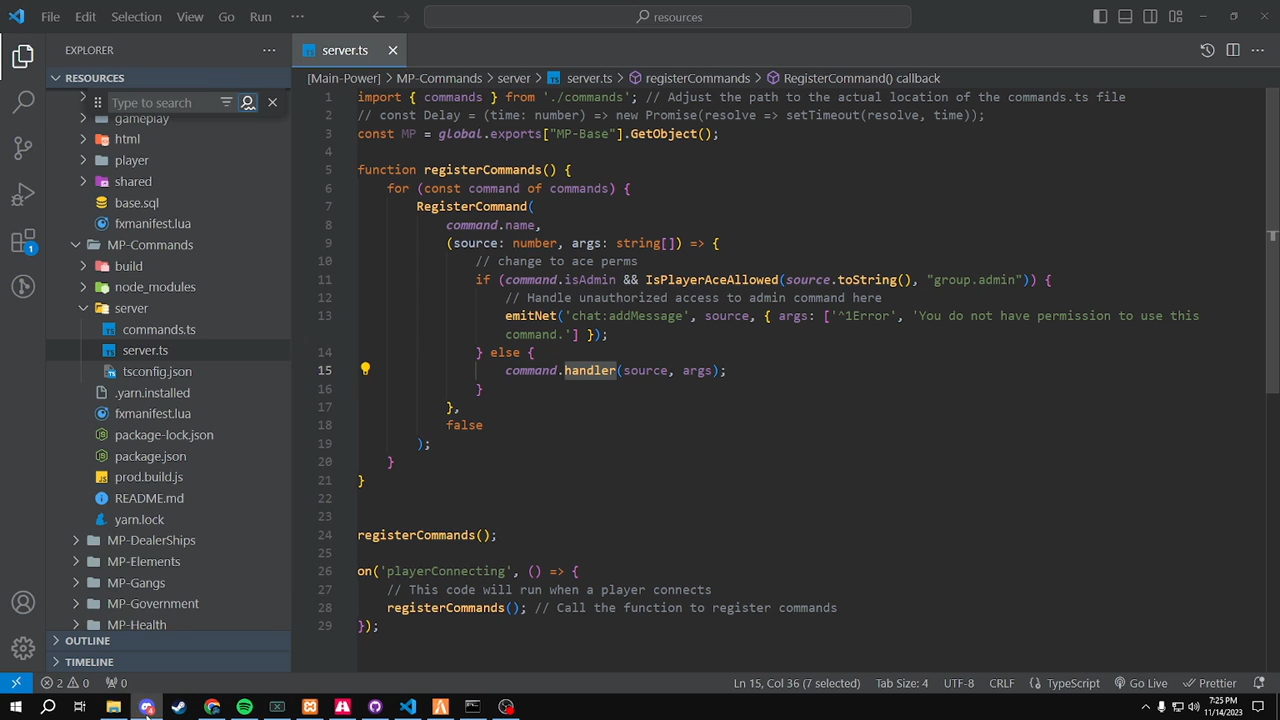 File Edit Selection View Go Run ··· resources
EXPLORER ···
RESOURCES
Type to search
gameplay
html
player
shared
base.sql
fxmanifest.lua
MP-Commands
build
node_modules
server
commands.ts
server.ts
tsconfig.json
.yarn.installed
fxmanifest.lua
package-lock.json
package.json
prod.build.js
README.md
yarn.lock
MP-DealerShips
MP-Elements
MP-Gangs
MP-Government
MP-Health
OUTLINE
TIMELINE
1
server.ts
[Main-Power] > MP-Commands > server > server.ts > registerCommands > RegisterCommand() callback
1 import { commands } from './commands'; // Adjust the path to the actual location of the commands.ts file
2 // const Delay = (time: number) => new Promise(resolve => setTimeout(resolve, time));
3 const MP = global.exports["MP-Base"].GetObject();
4
5 function registerCommands() {
6 for (const command of commands) {
7 RegisterCommand(
8 command.name,
9 (source: number, args: string[]) => {
10 // change to ace perms
11 if (command.isAdmin && IsPlayerAceAllowed(source.toString(), "group.admin")) {
12 // Handle unauthorized access to admin command here
13 emitNet('chat:addMessage', source, { args: ['^1Error', 'You do not have permission to use this
command.'] });
14 } else {
15 command.handler(source, args);
16 }
17 },
18 false
19 );
20 }
21 }
22
23
24 registerCommands();
25
26 on('playerConnecting', () => {
27 // This code will run when a player connects
28 registerCommands(); // Call the function to register commands
29 });
2 0 0 Ln 15, Col 36 (7 selected) Tab Size: 4 UTF-8 CRLF TypeScript Go Live Prettier
7:25 PM
11/14/2023